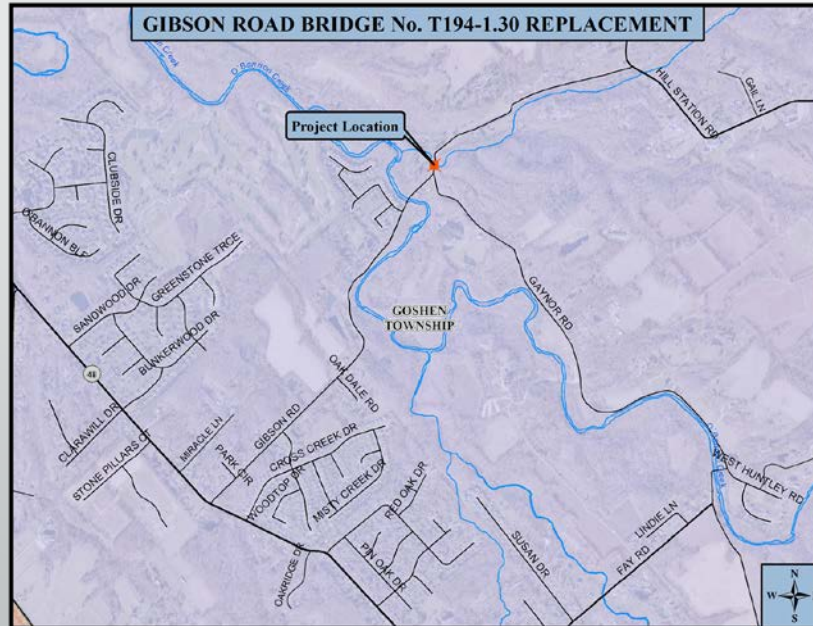 GIBSON ROAD BRIDGE No. T194-1.30 REPLACEMENT
O'Bannon Creek
HILL STATION RD
GAIL LN
Project Location
CLUBSIDE DR
O'BANNON BLF
GREENSTONE TRCE
SANDWOOD DR
GAYNOR RD
GOSHEN
TOWNSHIP
BUNKERWOOD DR
48
OAK DALE RD
CLARAWILL DR
MIRACLE LN
GIBSON RD
STONE PILLARS CT
PARK CIR
CROSS CREEK DR
WOODTOP DR
MISTY CREEK DR
RED OAK DR
WEST HUNTLEY RD
LINDIE LN
SUSAN DR
FAY RD
PIN OAK DR
OAKRIDGE DR
N
W E
S